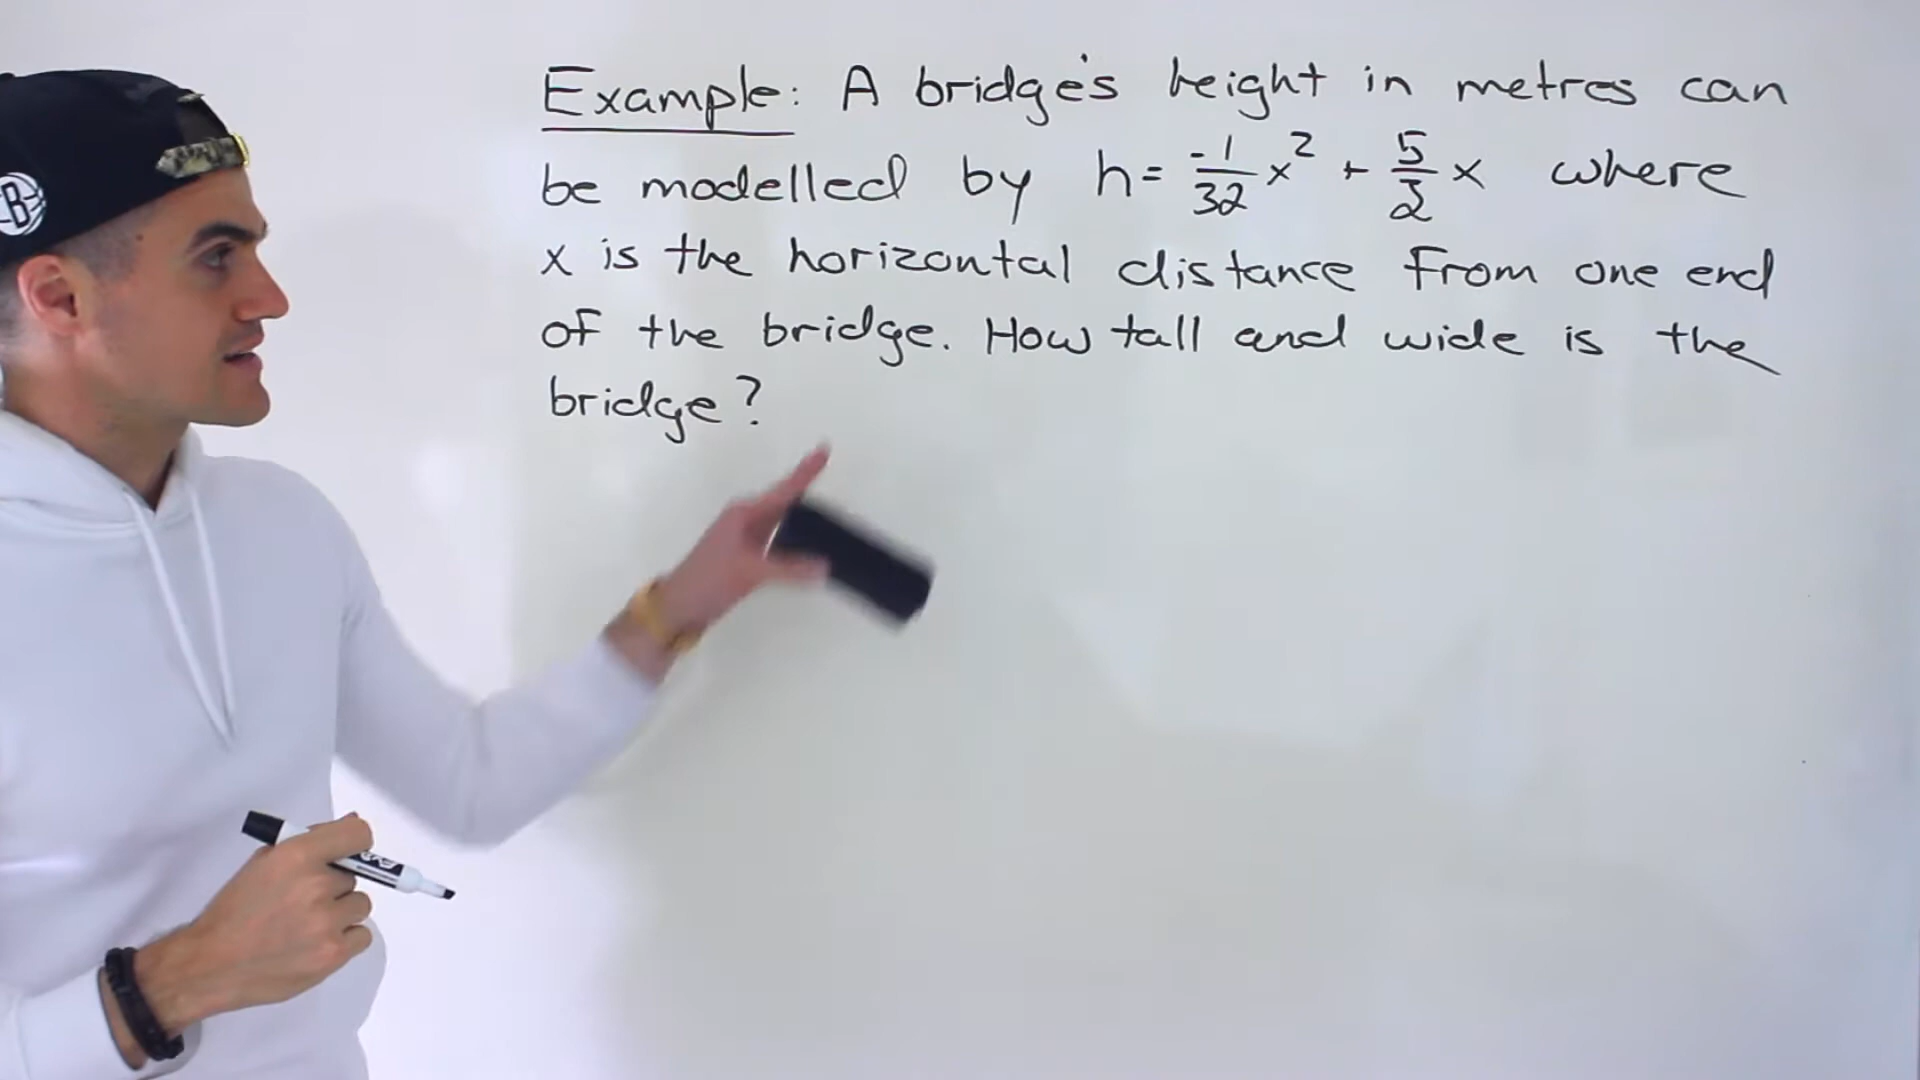 Example: A bridge's height in metres can
be modelled by h = -1/32 x² + 5/2 x where
x is the horizontal distance from one end
of the bridge. How tall and wide is the
bridge?
B